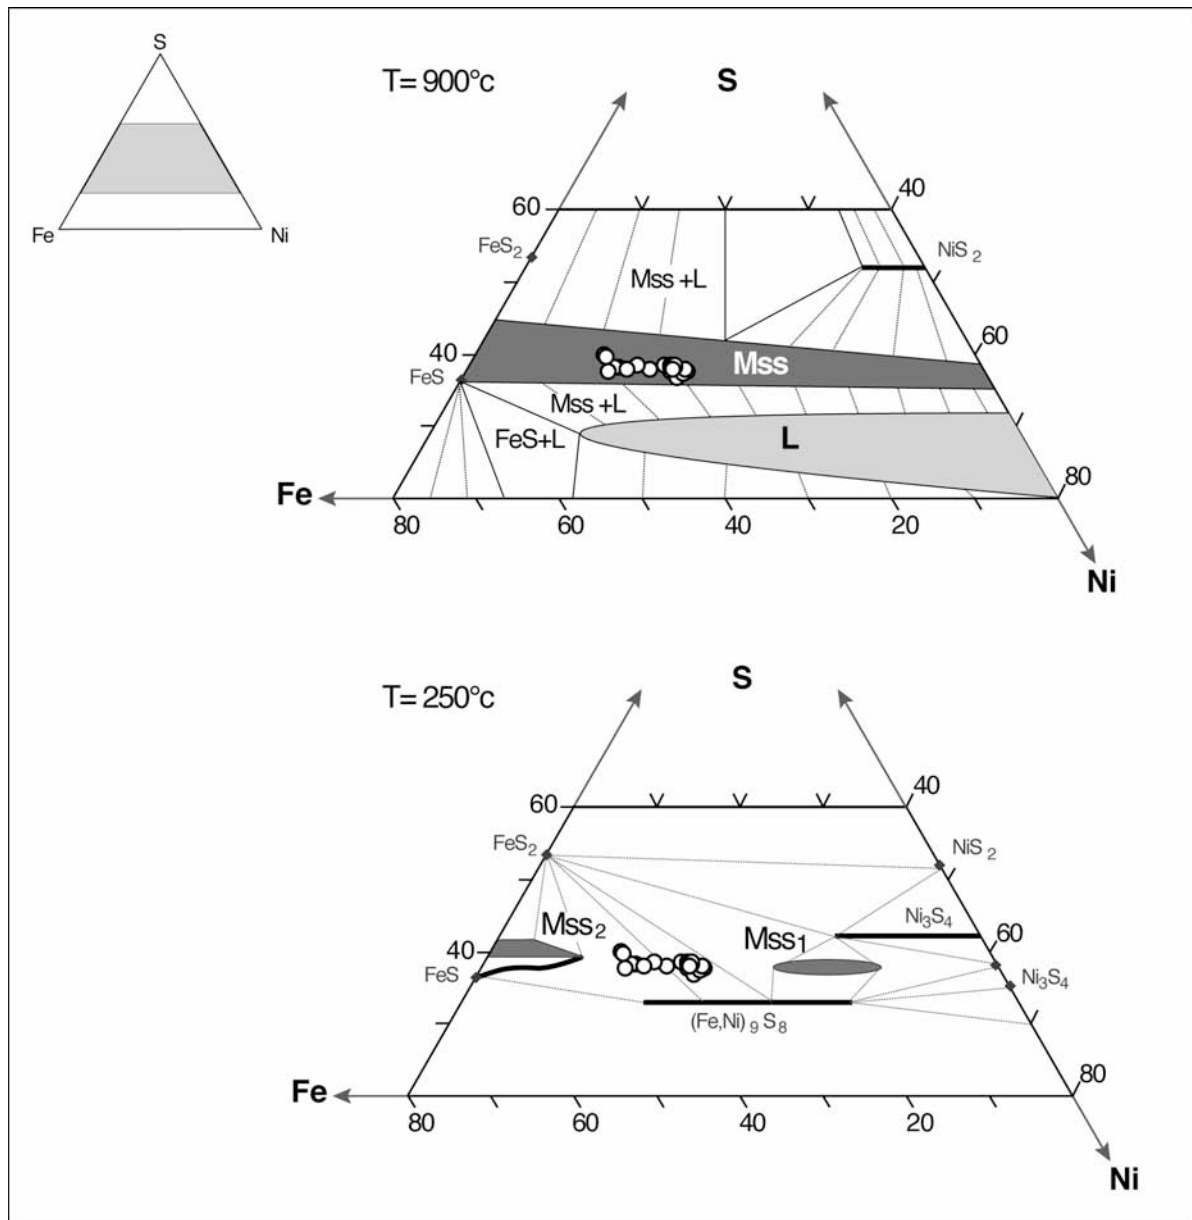 S
Fe Ni
T= 900°c
S
60
40
FeS2
NiS 2
Mss +L
60
40
FeS
Mss
Mss +L
FeS+L
L
Fe
80
80 60 40 20
Ni
T= 250°c
S
60
40
FeS2
NiS 2
Ni3S4
Mss2
Mss1
60
40
FeS
Ni3S4
(Fe,Ni) 9 S8
Fe
80
80 60 40 20
Ni